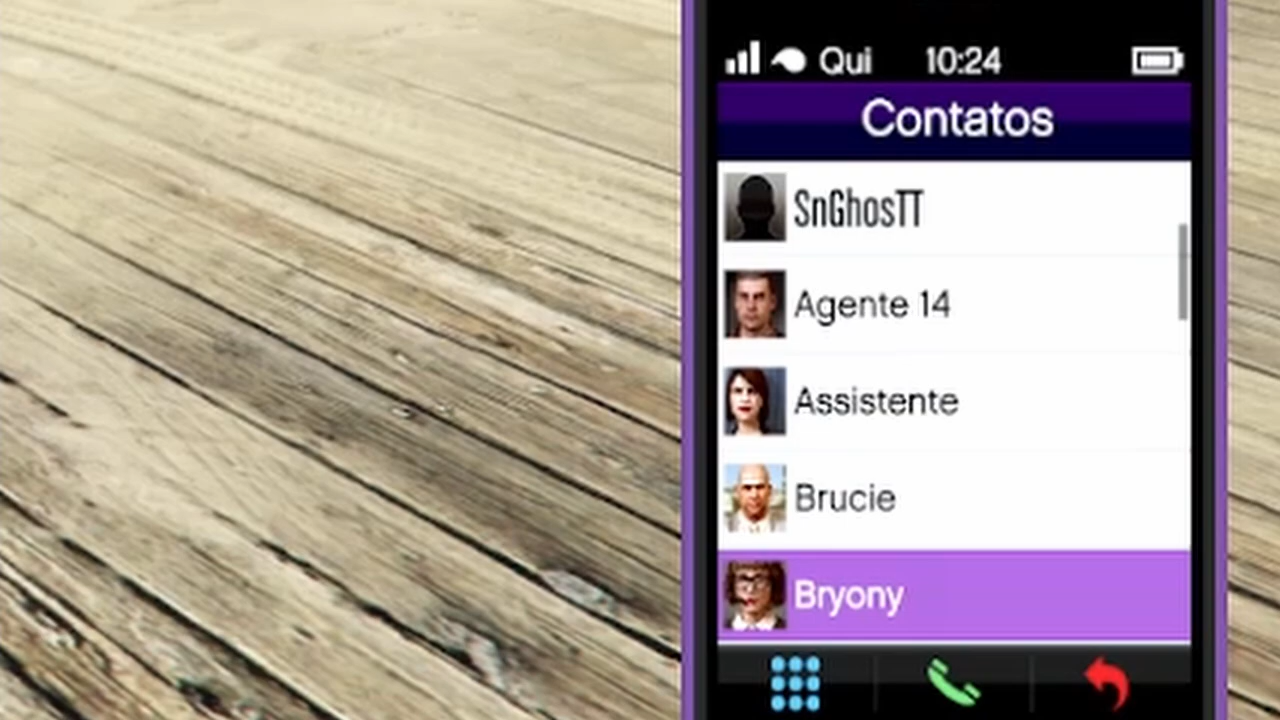 Qui 10:24
Contatos
SnGhosTT
Agente 14
Assistente
Brucie
Bryony